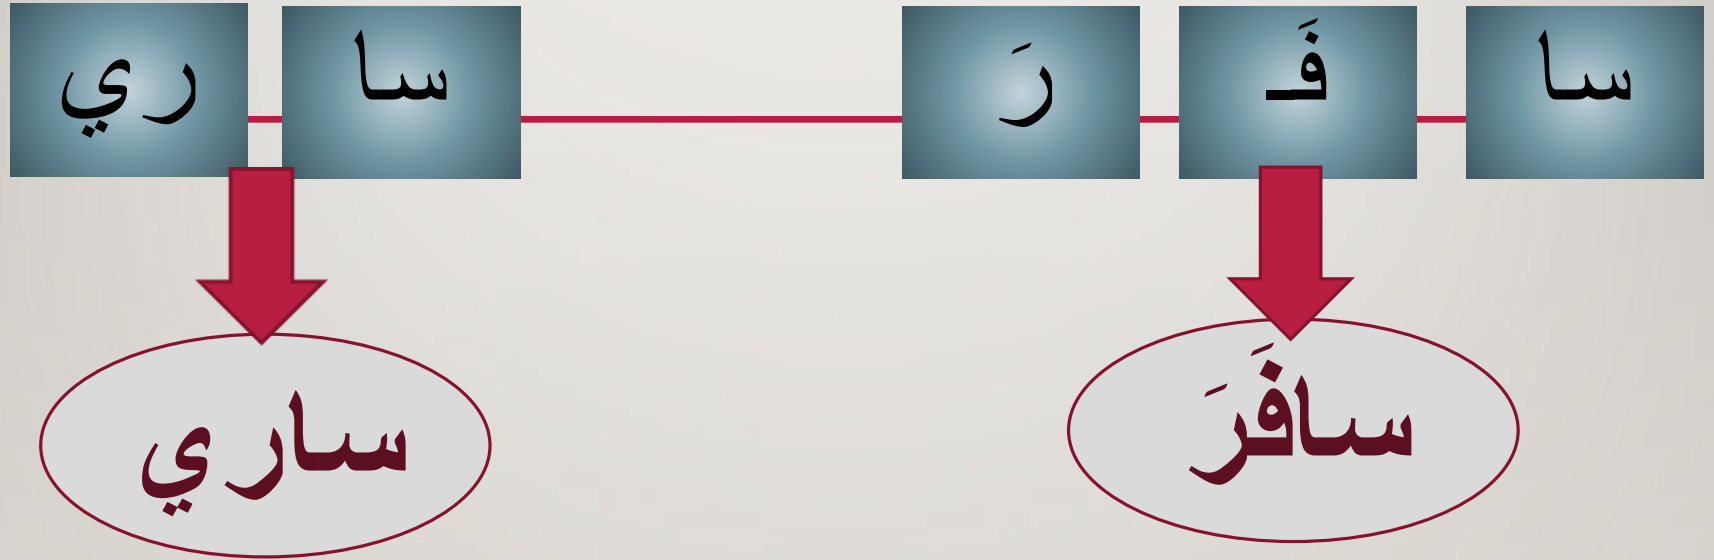 سا فَـ رَ سا ري
سافَرَ ساري